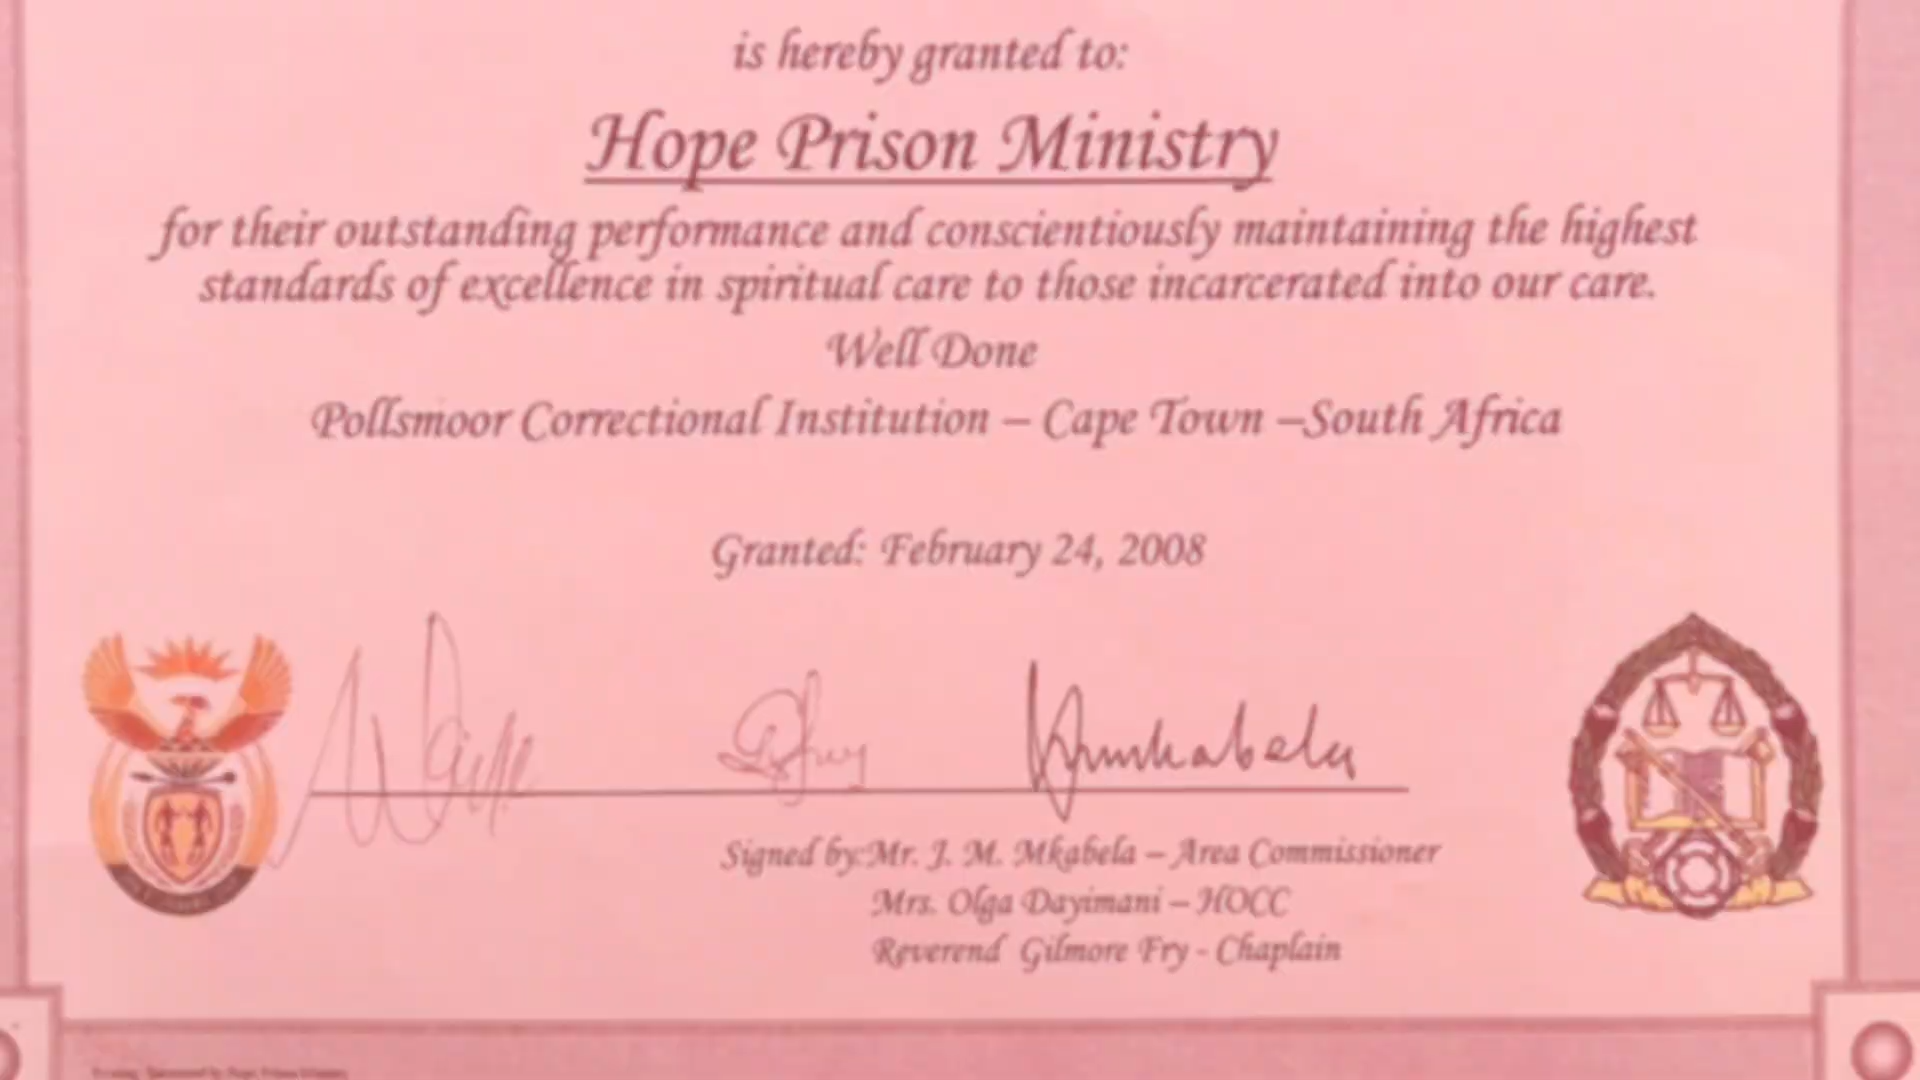 is hereby granted to:
Hope Prison Ministry
for their outstanding performance and conscientiously maintaining the highest
standards of excellence in spiritual care to those incarcerated into our care.
Well Done
Pollsmoor Correctional Institution – Cape Town –South Africa
Granted: February 24, 2008
Signed by:Mr. J. M. Mkabela – Area Commissioner
Mrs. Olga Dayimani – HOCC
Reverend Gilmore Fry - Chaplain